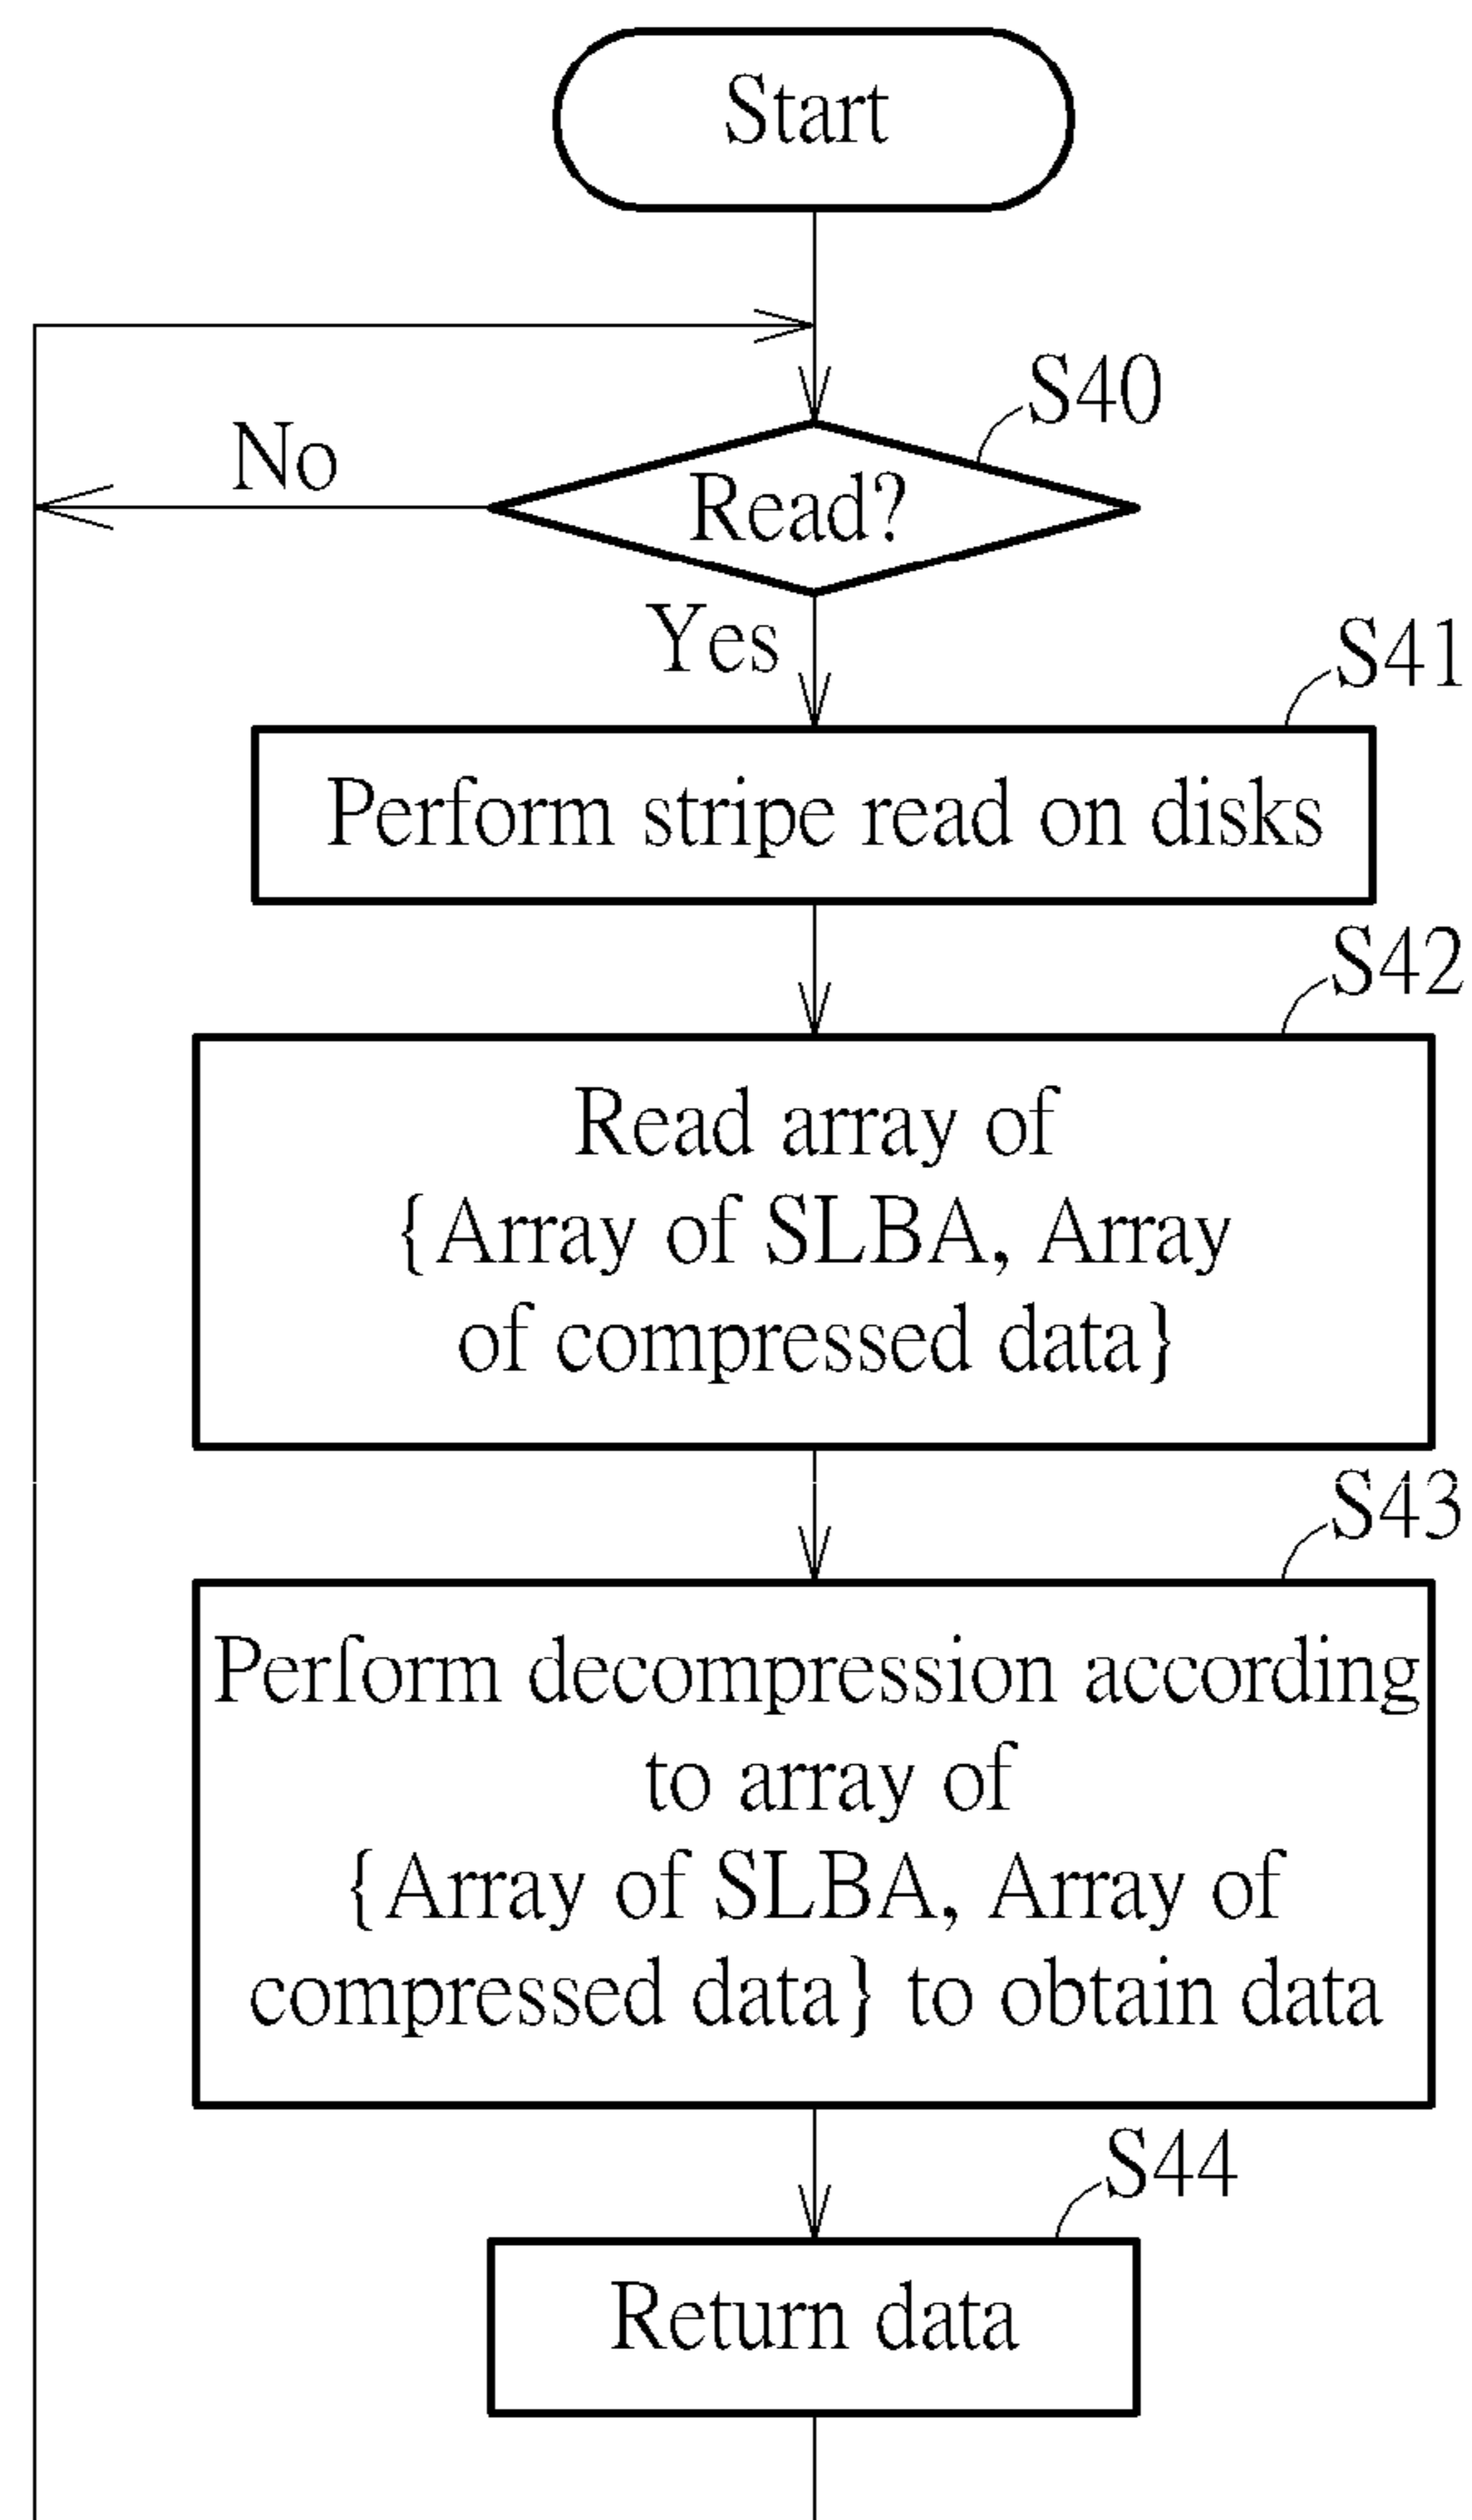 Start
S40
No
Read?
Yes
S41
Perform stripe read on disks
S42
Read array of
{Array of SLBA, Array
of compressed data}
S43
Perform decompression according
to array of
{Array of SLBA, Array of
compressed data} to obtain data
S44
Return data